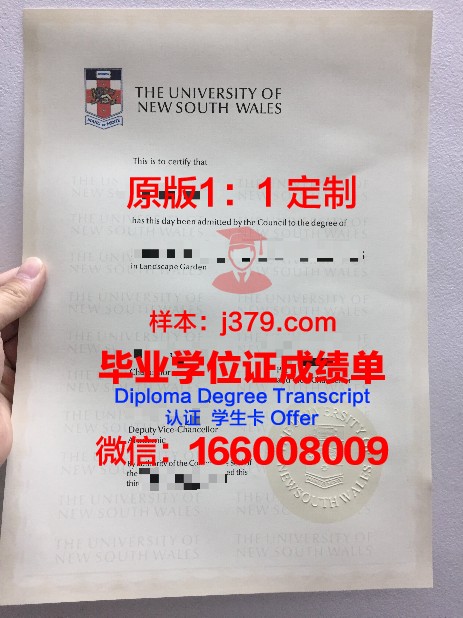 THE UNIVERSITY OF
NEW SOUTH WALES
This is to certify that
原版1：1 定制
has this day been admitted by the Council to the degree of
in Landscape Garden
样本：j379.com
毕业学位证成绩单
Diploma Degree Transcript
认证 学生卡 Offer
Deputy Vice-Chancellor
微信：166008009